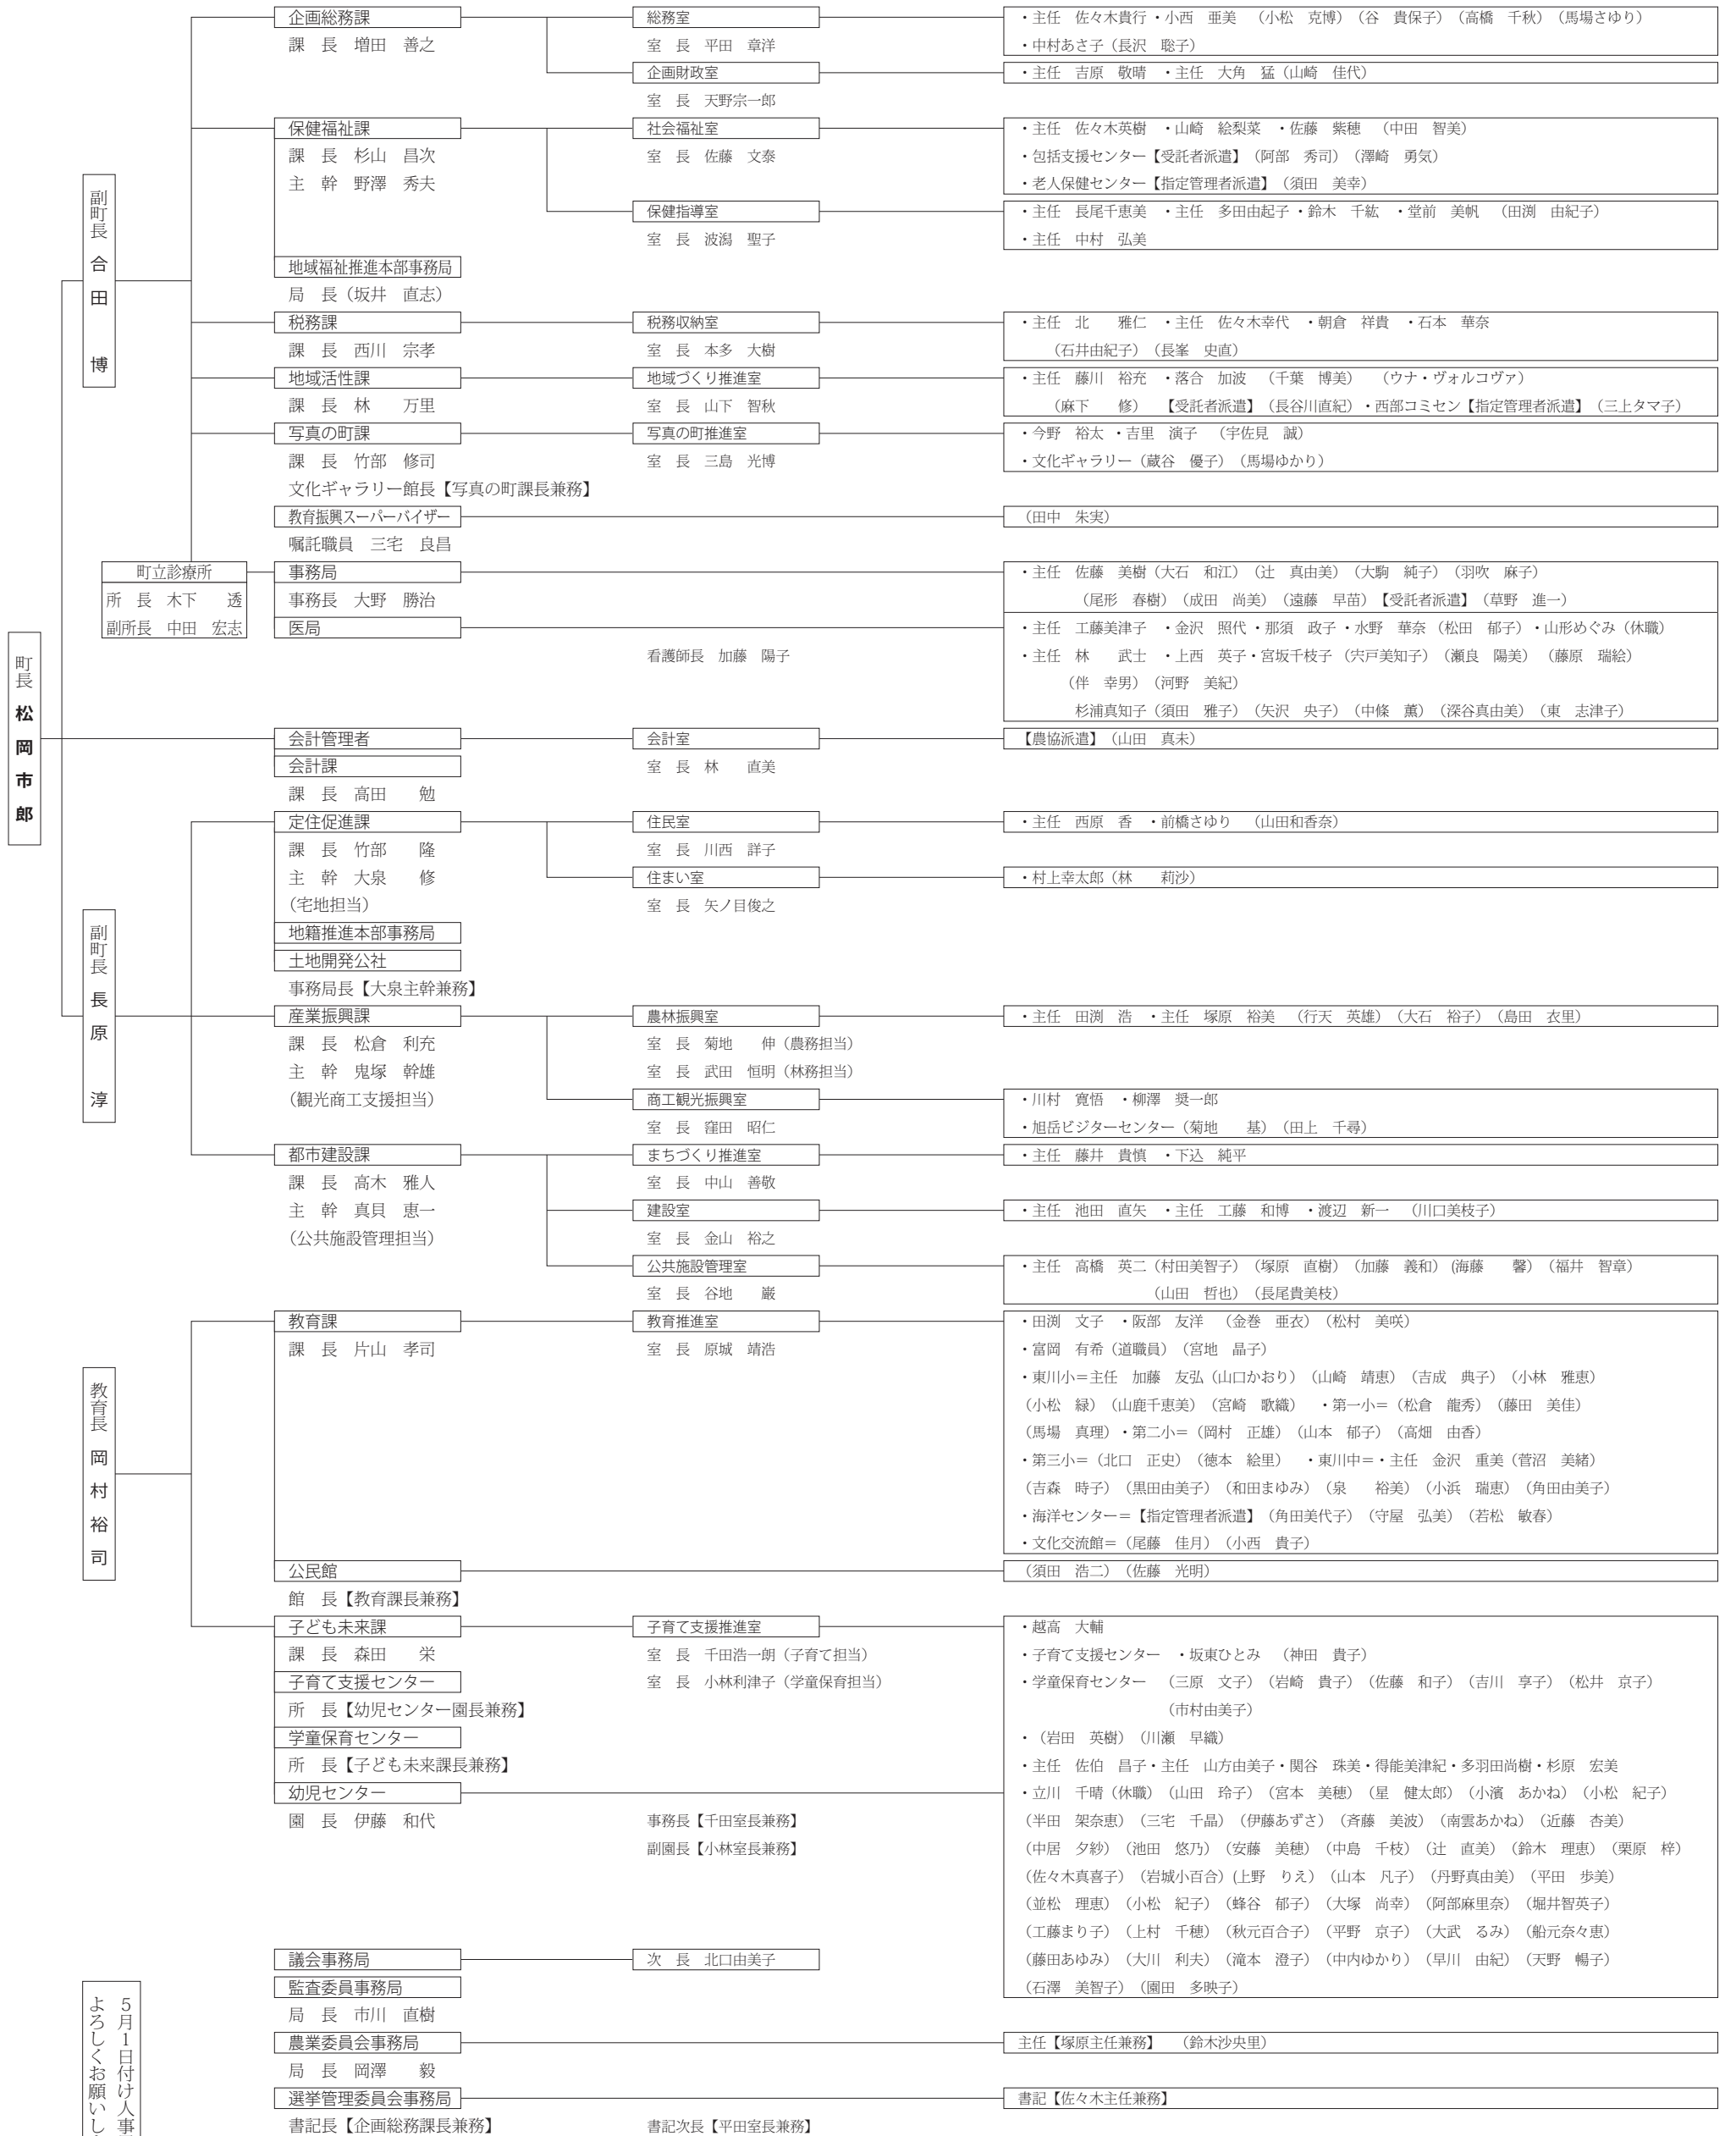 町長 松岡市郎
副町長 合田 博
企画総務課
課 長 増田 善之
総務室
室 長 平田 章洋
・主任 佐々木貴行・小西 亜美 （小松 克博）（谷 貴保子）（高橋 千秋）（馬場さゆり）
・中村あさ子（長沢 聡子）
企画財政室
室 長 天野宗一郎
・主任 吉原 敬晴 ・主任 大角 猛（山崎 佳代）
保健福祉課
課 長 杉山 昌次
主 幹 野澤 秀夫
社会福祉室
室 長 佐藤 文泰
・主任 佐々木英樹 ・山崎 絵梨菜 ・佐藤 紫穂 （中田 智美）
・包括支援センター【受託者派遣】（阿部 秀司）（澤崎 勇気）
・老人保健センター【指定管理者派遣】（須田 美幸）
保健指導室
室 長 波潟 聖子
・主任 長尾千恵美 ・主任 多田由起子・鈴木 千紘 ・堂前 美帆 （田渕 由紀子）
・主任 中村 弘美
地域福祉推進本部事務局
局 長（坂井 直志）
税務課
課 長 西川 宗孝
税務収納室
室 長 本多 大樹
・主任 北 雅仁 ・主任 佐々木幸代 ・朝倉 祥貴 ・石本 華奈
（石井由紀子）（長峯 史直）
地域活性課
課 長 林 万里
地域づくり推進室
室 長 山下 智秋
・主任 藤川 裕充 ・落合 加波 （千葉 博美） （ウナ・ヴォルコヴァ）
（麻下 修） 【受託者派遣】（長谷川直紀）・西部コミセン【指定管理者派遣】（三上タマ子）
写真の町課
課 長 竹部 修司
文化ギャラリー館長【写真の町課長兼務】
写真の町推進室
室 長 三島 光博
・今野 裕太 ・吉里 演子 （宇佐見 誠）
・文化ギャラリー（蔵谷 優子）（馬場ゆかり）
教育振興スーパーバイザー
嘱託職員 三宅 良昌
（田中 朱実）
町立診療所
所 長 木下 透
副所長 中田 宏志
事務局
事務長 大野 勝治
・主任 佐藤 美樹（大石 和江）（辻 真由美）（大駒 純子）（羽吹 麻子）
（尾形 春樹）（成田 尚美）（遠藤 早苗）【受託者派遣】（草野 進一）
医局
看護師長 加藤 陽子
・主任 工藤美津子 ・金沢 照代・那須 政子・水野 華奈（松田 郁子）・山形めぐみ（休職）
・主任 林 武士 ・上西 英子・宮坂千枝子（宍戸美知子）（瀬良 陽美）（藤原 瑞絵）
（伴 幸男）（河野 美紀）
杉浦真知子（須田 雅子）（矢沢 央子）（中條 薫）（深谷真由美）（東 志津子）
会計管理者
会計室
室 長 林 直美
【農協派遣】（山田 真未）
会計課
課 長 高田 勉
副町長 長原 淳
定住促進課
課 長 竹部 隆
主 幹 大泉 修
（宅地担当）
住民室
室 長 川西 詳子
・主任 西原 香 ・前橋さゆり （山田和香奈）
住まい室
室 長 矢ノ目俊之
・村上幸太郎（林 莉沙）
地籍推進本部事務局
土地開発公社
事務局長【大泉主幹兼務】
産業振興課
課 長 松倉 利充
主 幹 鬼塚 幹雄
（観光商工支援担当）
農林振興室
室 長 菊地 伸（農務担当）
室 長 武田 恒明（林務担当）
・主任 田渕 浩 ・主任 塚原 裕美 （行天 英雄）（大石 裕子）（島田 衣里）
商工観光振興室
室 長 窪田 昭仁
・川村 寛悟 ・柳澤 奨一郎
・旭岳ビジターセンター（菊地 基）（田上 千尋）
都市建設課
課 長 高木 雅人
主 幹 真貝 恵一
（公共施設管理担当）
まちづくり推進室
室 長 中山 善敬
・主任 藤井 貴慎 ・下込 純平
建設室
室 長 金山 裕之
・主任 池田 直矢 ・主任 工藤 和博 ・渡辺 新一 （川口美枝子）
公共施設管理室
室 長 谷地 巌
・主任 高橋 英二（村田美智子）（塚原 直樹）（加藤 義和）(海藤 馨）（福井 智章）
（山田 哲也）（長尾貴美枝）
教育長 岡村裕司
教育課
課 長 片山 孝司
教育推進室
室 長 原城 靖浩
・田渕 文子 ・阪部 友洋 （金巻 亜衣）（松村 美咲）
・富岡 有希（道職員）（宮地 晶子）
・東川小＝主任 加藤 友弘（山口かおり）（山崎 靖恵）（吉成 典子）（小林 雅恵）
（小松 緑）（山鹿千恵美）（宮崎 歌織） ・第一小＝（松倉 龍秀）（藤田 美佳）
（馬場 真理）・第二小＝（岡村 正雄）（山本 郁子）（高畑 由香）
・第三小＝（北口 正史）（徳本 絵里） ・東川中＝・主任 金沢 重美（菅沼 美緒）
（吉森 時子）（黒田由美子）（和田まゆみ）（泉 裕美）（小浜 瑞恵）（角田由美子）
・海洋センター＝【指定管理者派遣】（角田美代子）（守屋 弘美）（若松 敏春）
・文化交流館＝（尾藤 佳月）（小西 貴子）
公民館
館 長【教育課長兼務】
（須田 浩二）（佐藤 光明）
子ども未来課
課 長 森田 栄
子育て支援推進室
室 長 千田浩一朗（子育て担当）
室 長 小林利津子（学童保育担当）
子育て支援センター
所 長【幼児センター園長兼務】
学童保育センター
所 長【子ども未来課長兼務】
幼児センター
園 長 伊藤 和代
事務長【千田室長兼務】
副園長【小林室長兼務】
・越高 大輔
・子育て支援センター ・坂東ひとみ （神田 貴子）
・学童保育センター （三原 文子）（岩崎 貴子）（佐藤 和子）（吉川 享子）（松井 京子）
（市村由美子）
・（岩田 英樹）（川瀬 早織）
・主任 佐伯 昌子・主任 山方由美子・関谷 珠美・得能美津紀・多羽田尚樹・杉原 宏美
・立川 千晴（休職）（山田 玲子）（宮本 美穂）（星 健太郎）（小濱 あかね）（小松 紀子）
（半田 架奈恵）（三宅 千晶）（伊藤あずさ）（斉藤 美波）（南雲あかね）（近藤 杏美）
（中居 夕紗）（池田 悠乃）（安藤 美穂）（中島 千枝）（辻 直美）（鈴木 理恵）（栗原 梓）
（佐々木真喜子）（岩城小百合）(上野 りえ）（山本 凡子）（丹野真由美）（平田 歩美）
（並松 理恵）（小松 紀子）（蜂谷 郁子）（大塚 尚幸）（阿部麻里奈）（堀井智英子）
（工藤まり子）（上村 千穂）（秋元百合子）（平野 京子）（大武 るみ）（船元奈々恵）
（藤田あゆみ）（大川 利夫）（滝本 澄子）（中内ゆかり）（早川 由紀）（天野 暢子）
（石澤 美智子）（園田 多映子）
議会事務局
次 長 北口由美子
監査委員事務局
局 長 市川 直樹
農業委員会事務局
局 長 岡澤 毅
主任【塚原主任兼務】 （鈴木沙央里）
選挙管理委員会事務局
書記長【企画総務課長兼務】
書記次長【平田室長兼務】
書記【佐々木主任兼務】
５月１日付け人事
よろしくお願いし